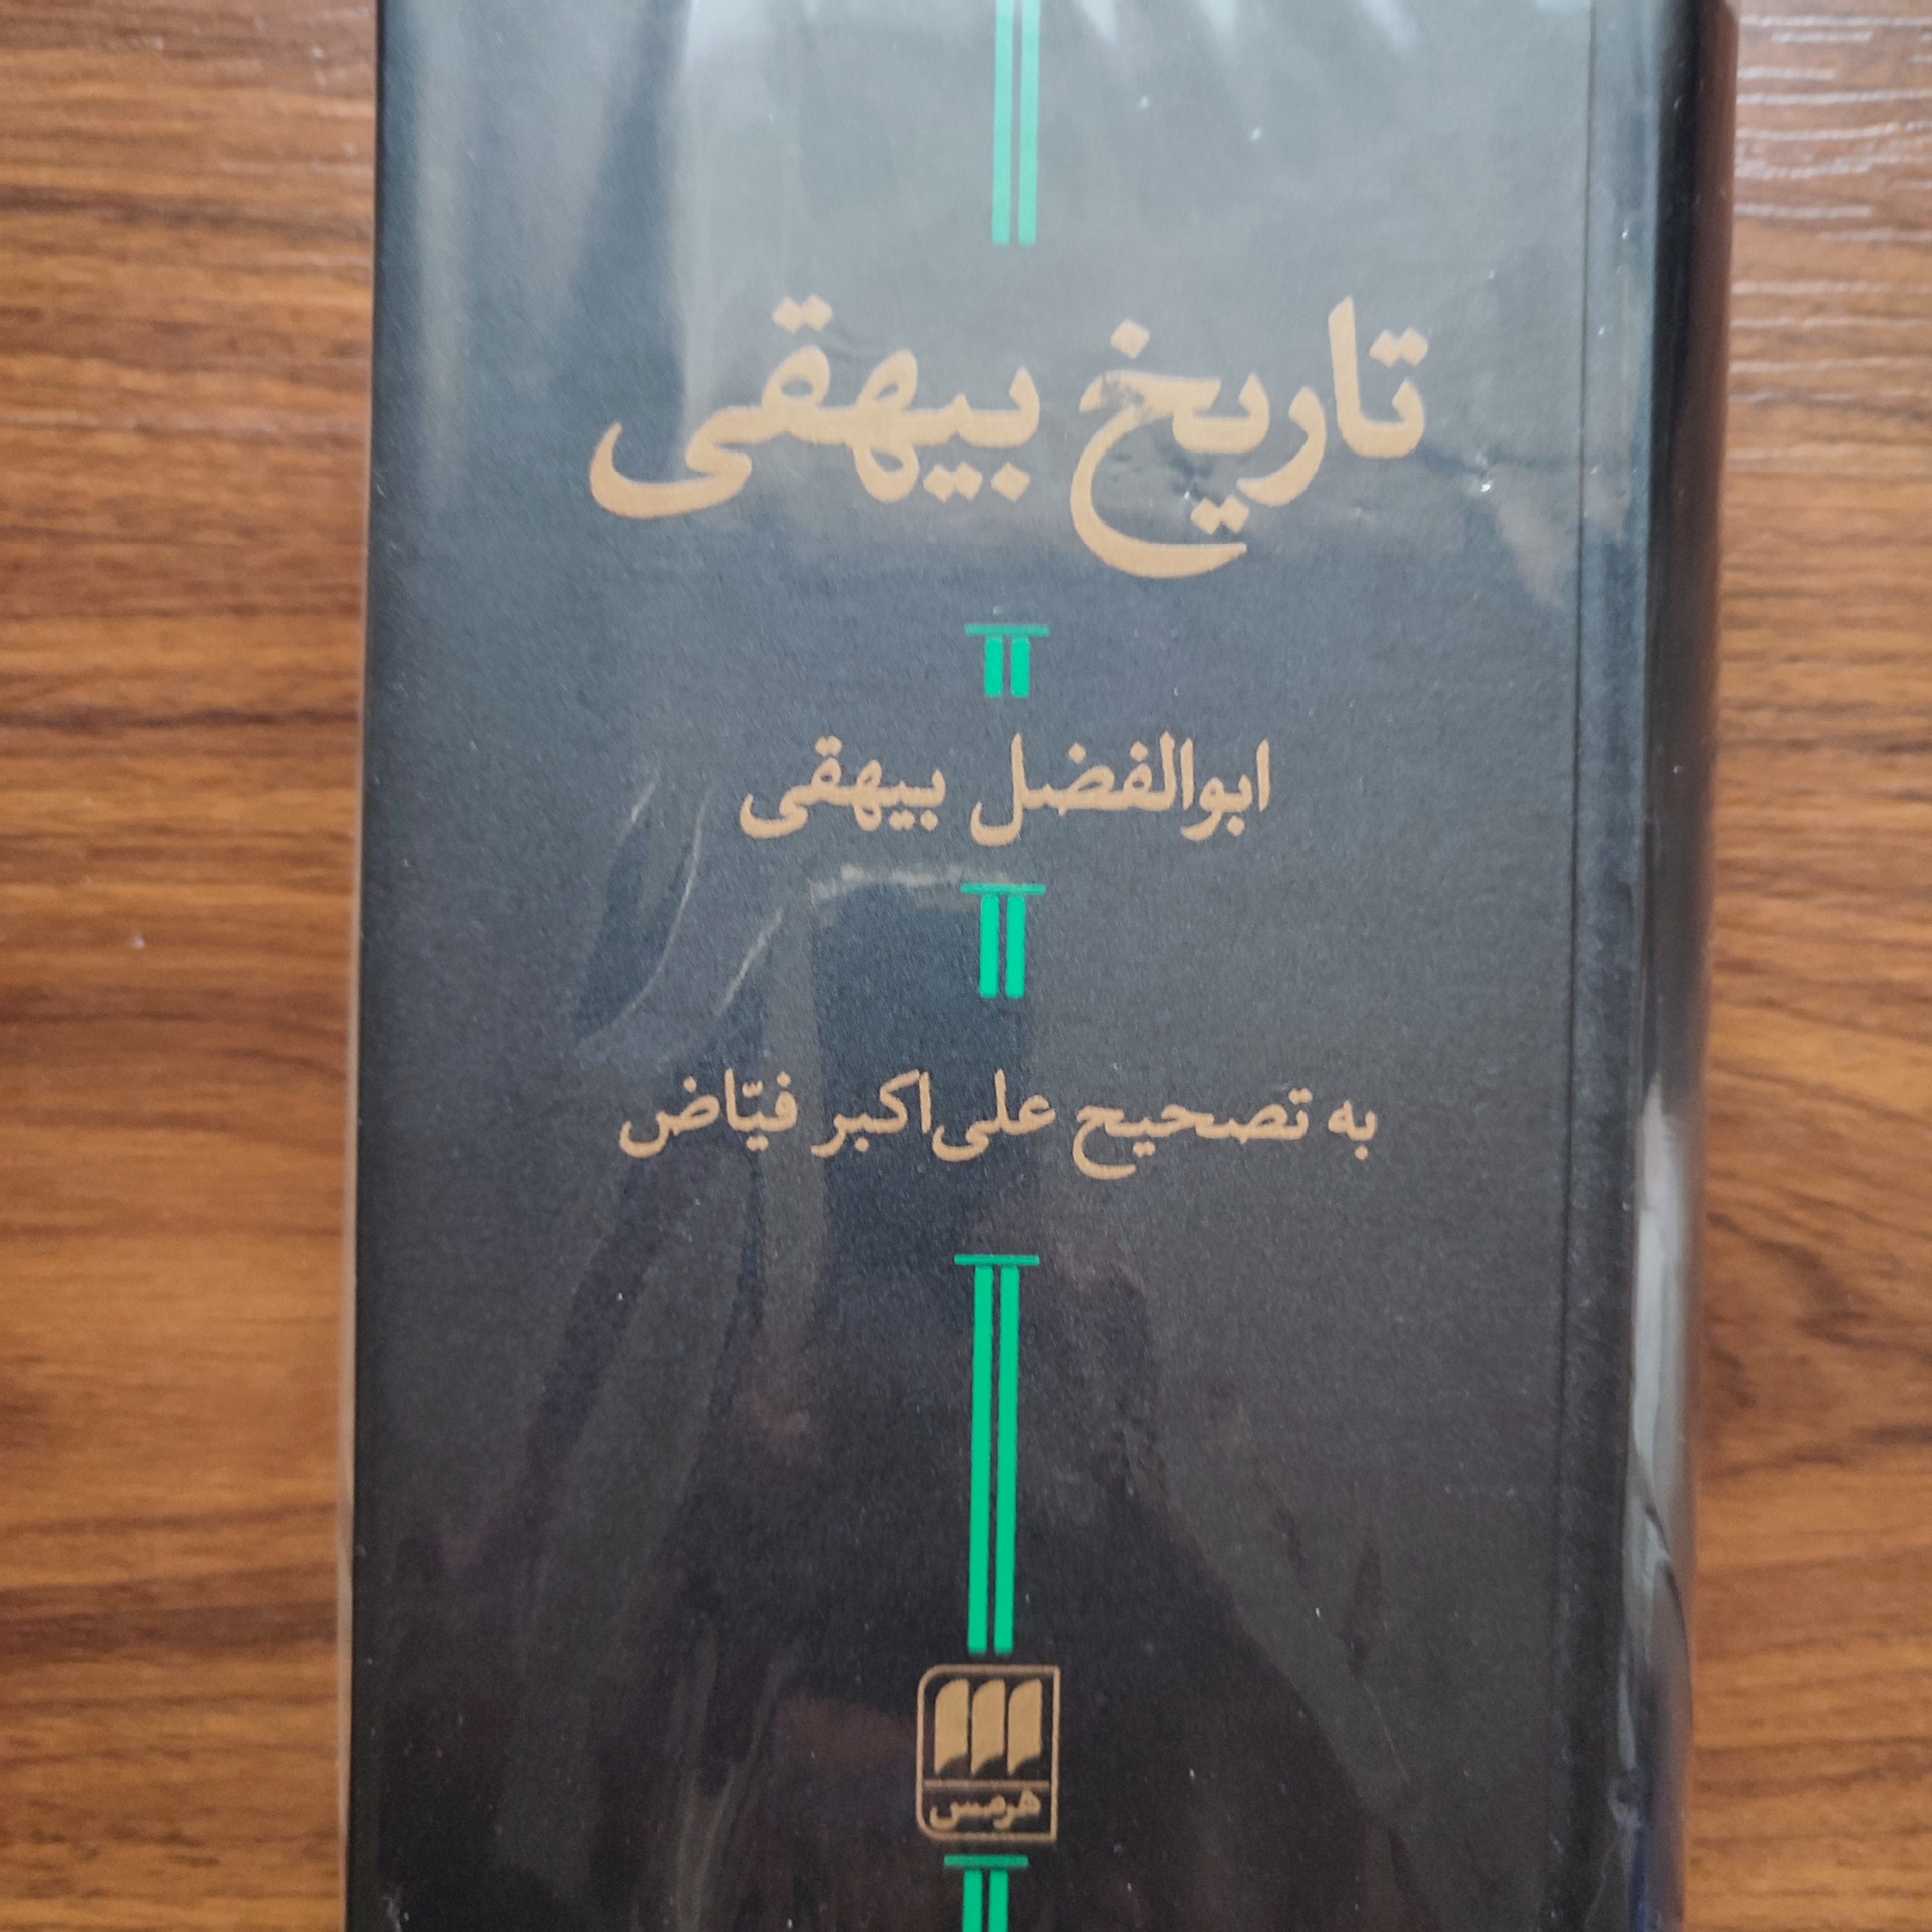 تاریخ بیهقی
ابوالفضل بیهقی
به تصحیح علی‌اکبر فیّاض
هرمس